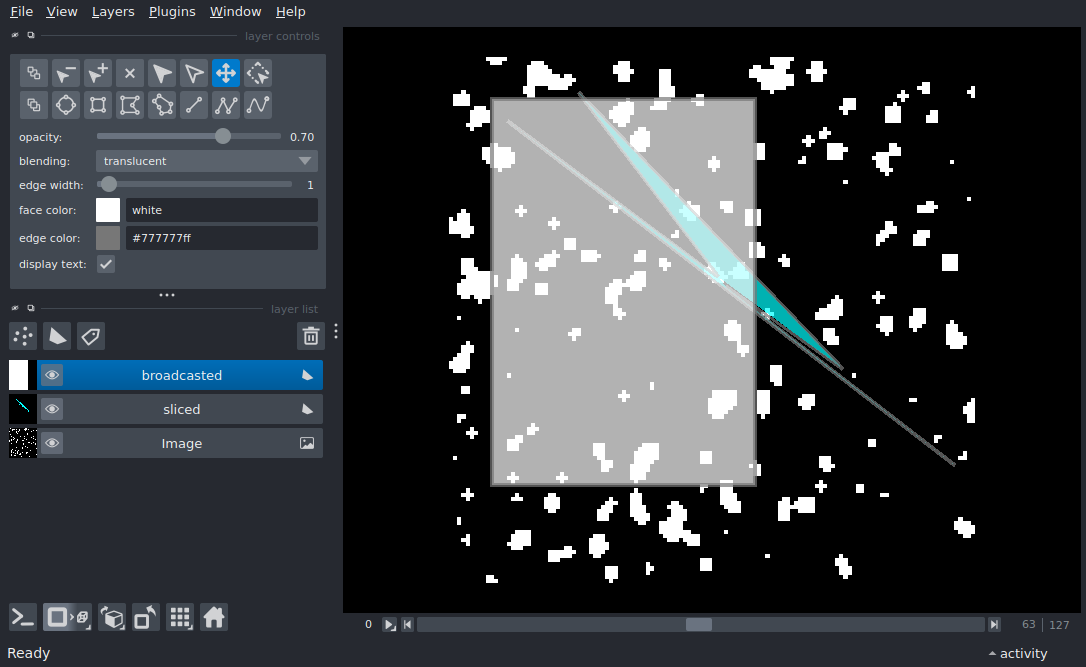 File View Layers Plugins Window Help
layer controls
opacity: 0.70
blending: translucent
edge width: 1
face color: white
edge color: #777777ff
display text:
layer list
broadcasted
sliced
Image
0 63 127
Ready activity